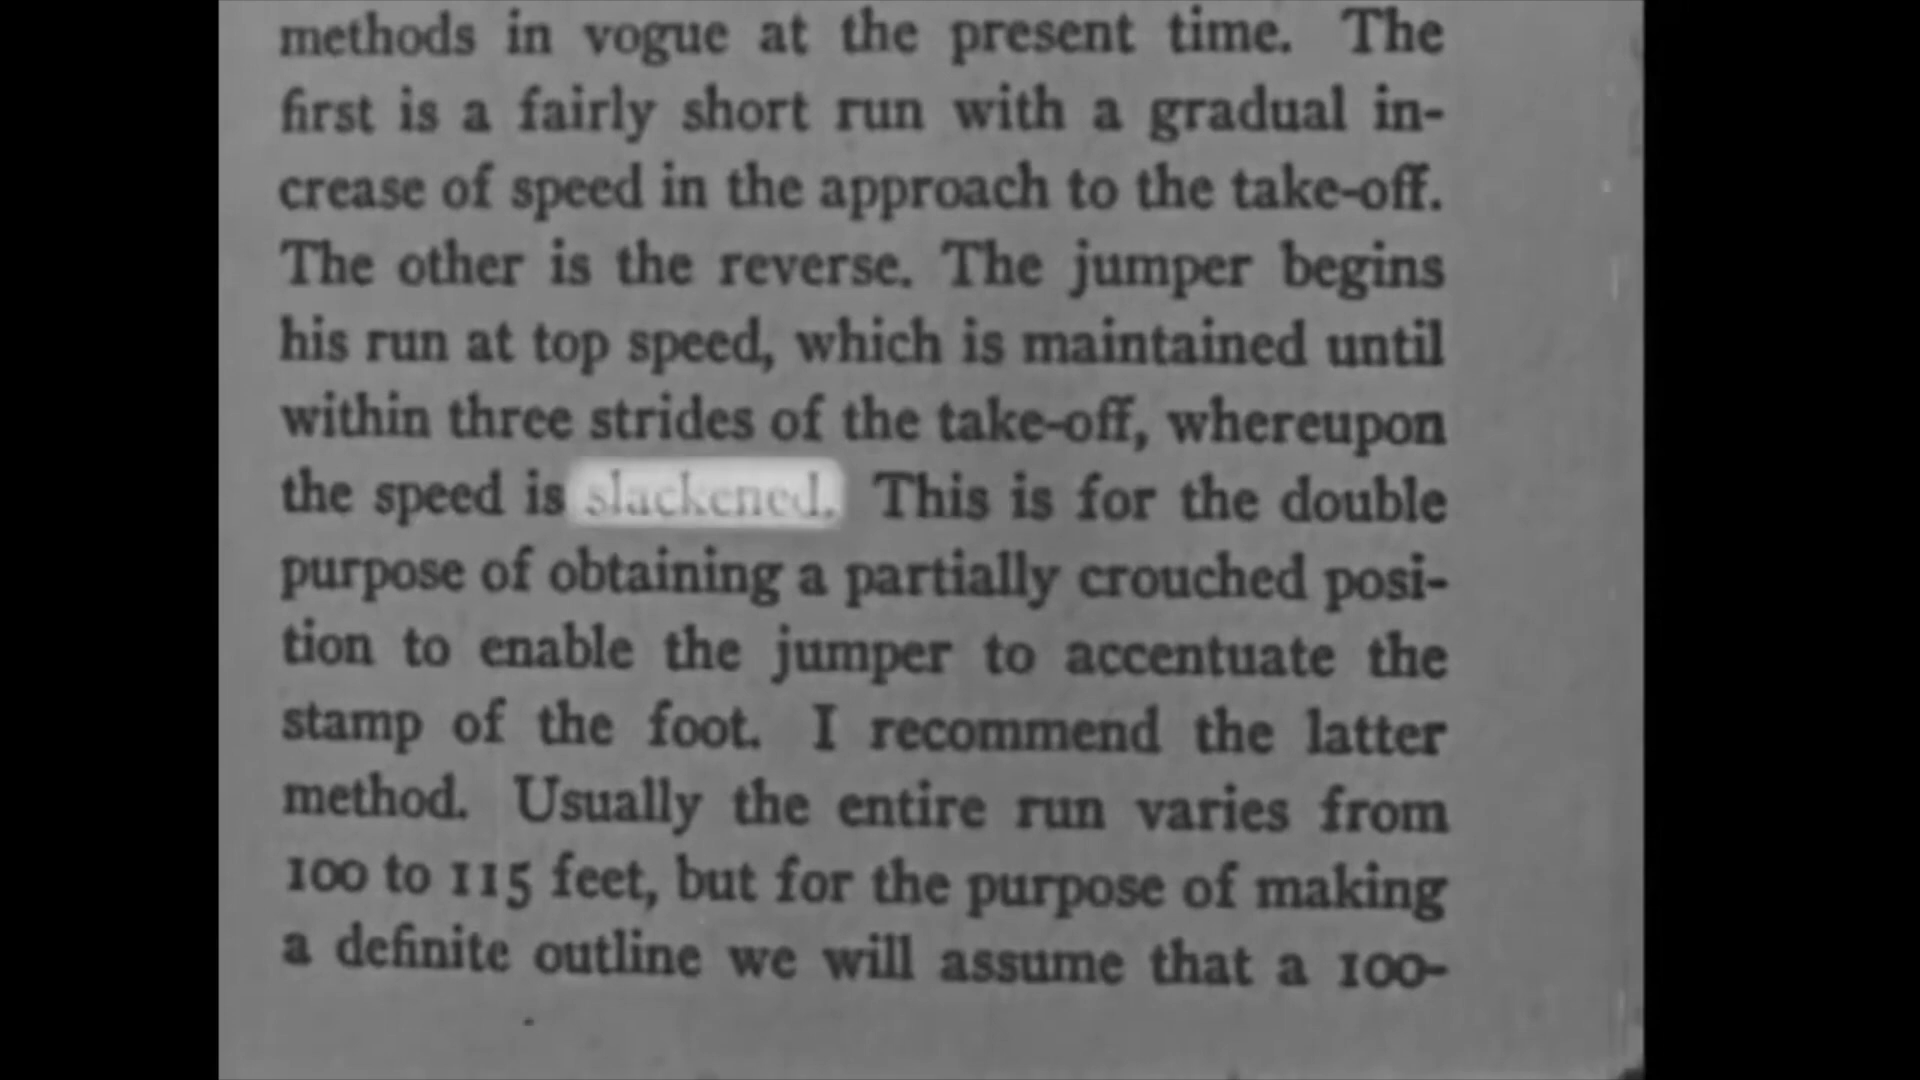 methods in vogue at the present time. The
first is a fairly short run with a gradual in-
crease of speed in the approach to the take-off.
The other is the reverse. The jumper begins
his run at top speed, which is maintained until
within three strides of the take-off, whereupon
the speed is slackened. This is for the double
purpose of obtaining a partially crouched posi-
tion to enable the jumper to accentuate the
stamp of the foot. I recommend the latter
method. Usually the entire run varies from
100 to 115 feet, but for the purpose of making
a definite outline we will assume that a 100-